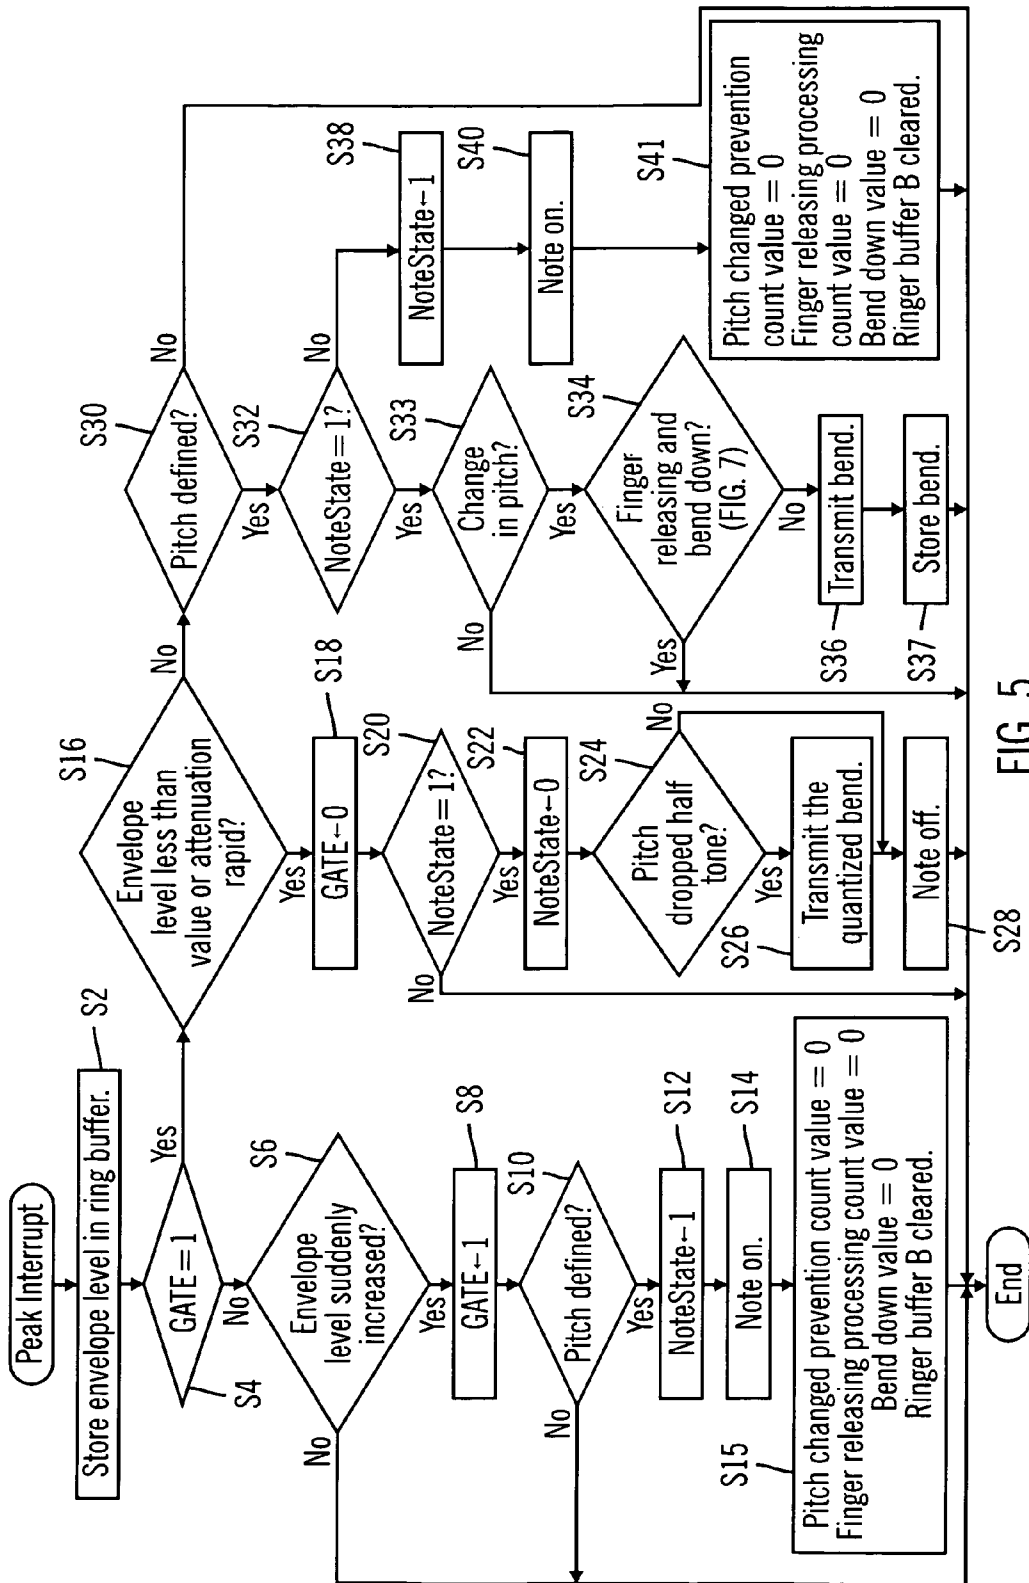 Peak Interrupt
Store envelope level in ring buffer.
S2
GATE=1
S4
Yes
No
Envelope
level suddenly
increased?
S6
No
Yes
GATE←1
S8
Pitch defined?
S10
No
Yes
NoteState←1
S12
Note on.
S14
Pitch changed prevention count value = 0
Finger releasing processing count value = 0
Bend down value = 0
Ringer buffer B cleared.
S15
End
Envelope
level less than
value or attenuation
rapid?
S16
No
Yes
GATE←0
S18
NoteState=1?
S20
No
Yes
NoteState←0
S22
Pitch
dropped half
tone?
S24
No
Yes
Transmit the
quantized bend.
S26
Note off.
S28
Pitch defined?
S30
No
Yes
NoteState=1?
S32
No
Yes
Change
in pitch?
S33
No
Yes
Finger
releasing and
bend down?
(FIG. 7)
S34
Yes
No
Transmit bend.
S36
Store bend.
S37
NoteState←1
S38
Note on.
S40
Pitch changed prevention
count value = 0
Finger releasing processing
count value = 0
Bend down value = 0
Ringer buffer B cleared.
S41
FIG. 5